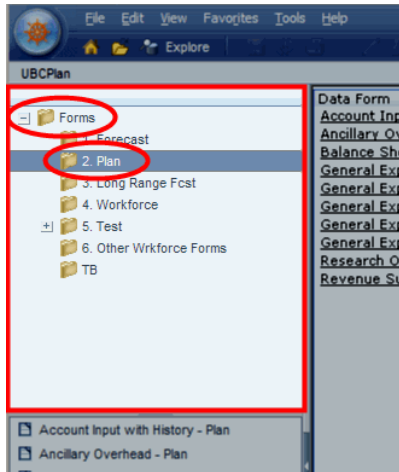 File Edit View Favorites Tools Help
Explore
UBCPlan
Forms
1. Forecast
2. Plan
3. Long Range Fcst
4. Workforce
5. Test
6. Other Wrkforce Forms
TB
Data Form
Account Inp
Ancillary Ov
Balance She
General Exp
General Exp
General Exp
General Exp
General Exp
Research O
Revenue Su
Account Input with History - Plan
Ancillary Overhead - Plan